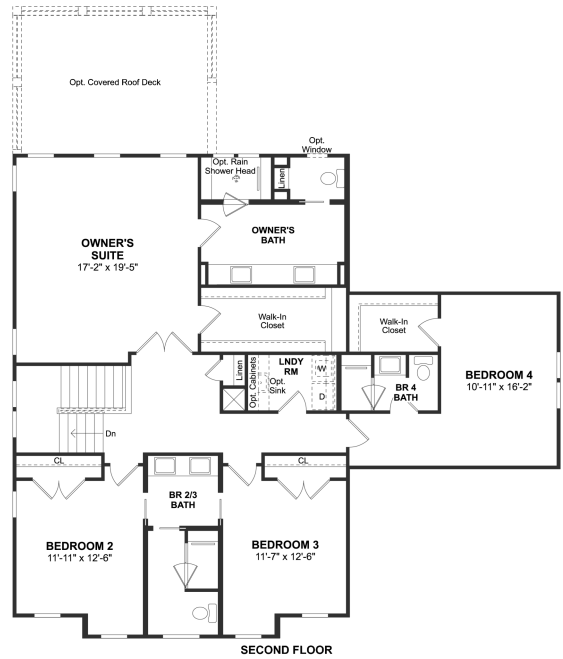 Opt. Covered Roof Deck
Opt.
Window
Opt. Rain
Shower Head
Linen
OWNER'S
SUITE
17'-2" x 19'-5"
OWNER'S
BATH
Walk-In
Closet
Walk-In
Closet
Linen
Opt. Cabinets
LNDY
RM
Opt.
Sink
W
D
BR 4
BATH
BEDROOM 4
10'-11" x 16'-2"
Dn
CL
CL
BR 2/3
BATH
BEDROOM 2
11'-11" x 12'-6"
BEDROOM 3
11'-7" x 12'-6"
SECOND FLOOR